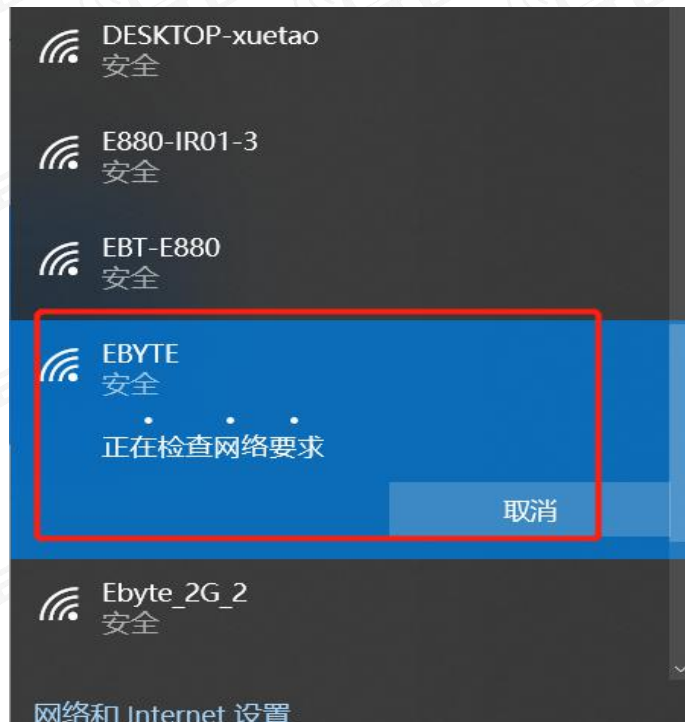 DESKTOP-xuetao
安全
E880-IR01-3
安全
EBT-E880
安全
EBYTE
安全
正在检查网络要求
取消
Ebyte_2G_2
安全
网络和 Internet 设置